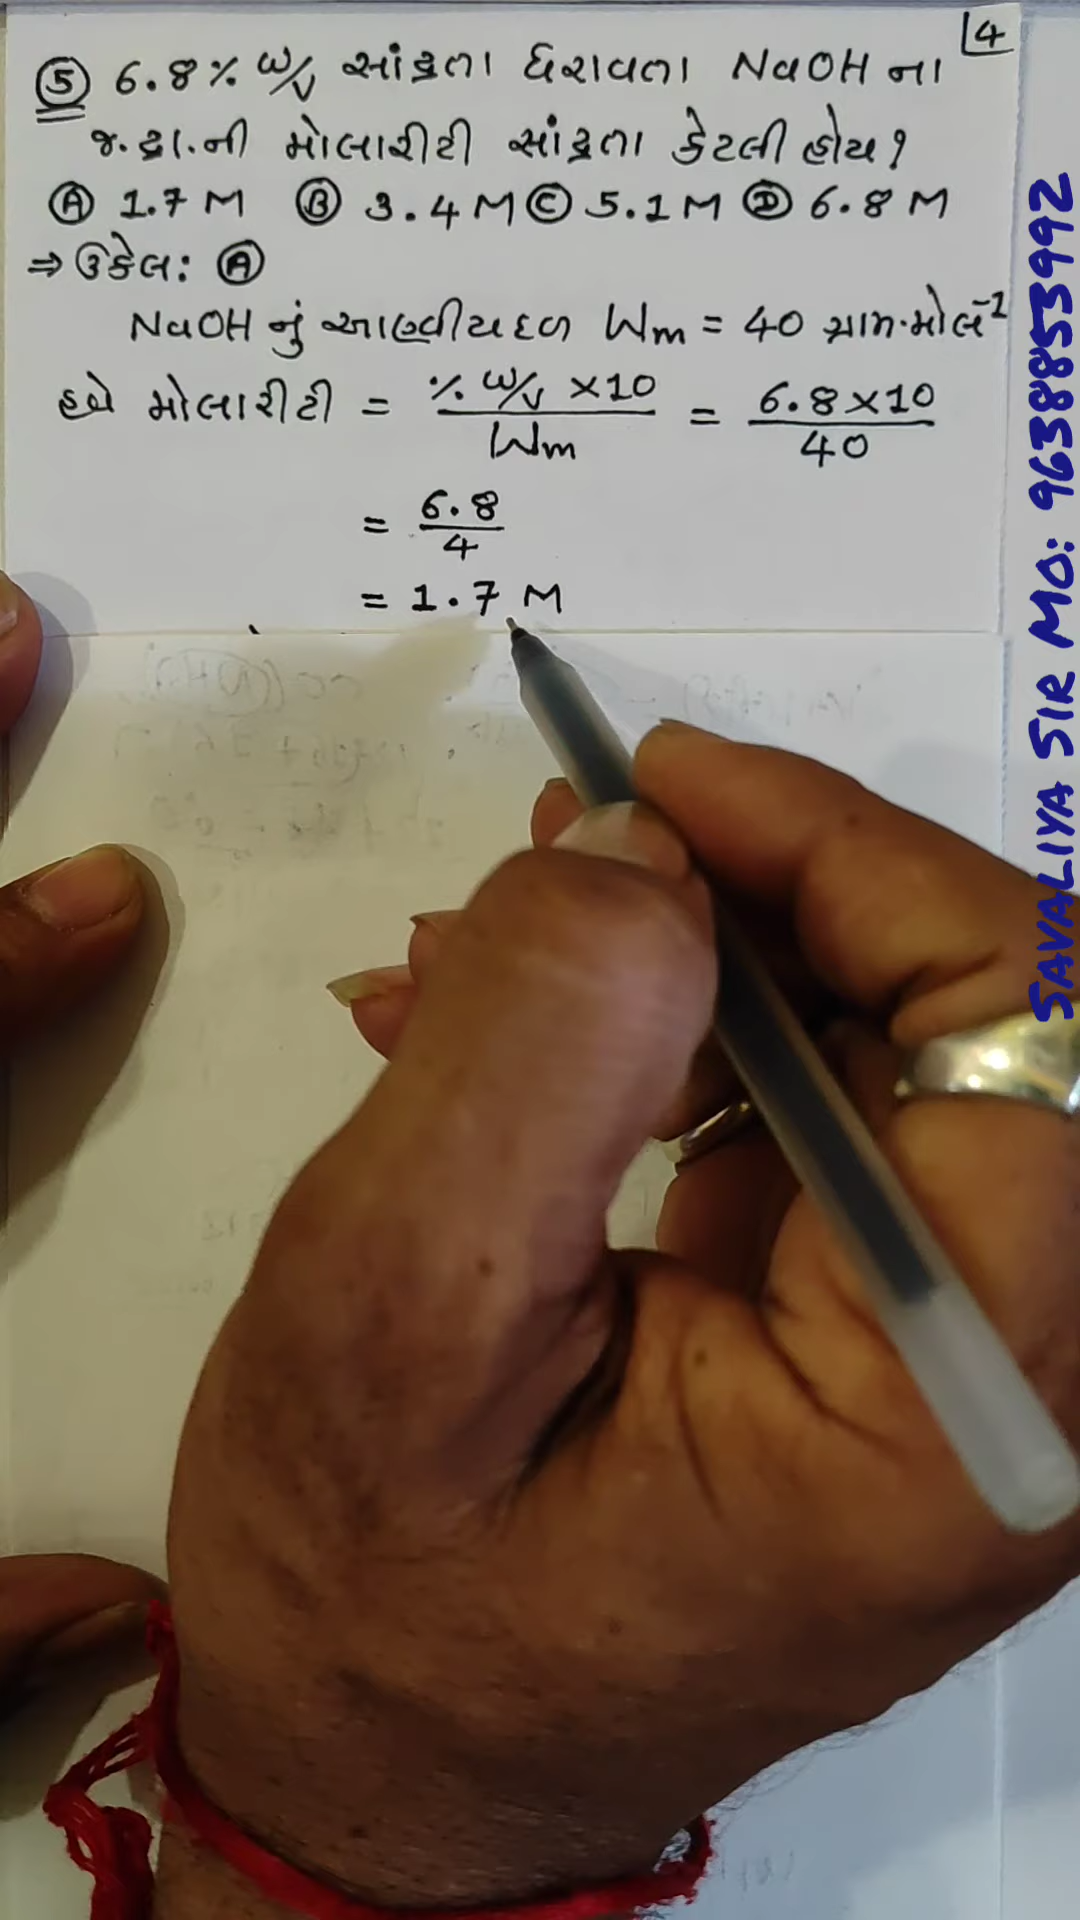 4
⑤ 6.8% w/v સાંદ્રતા ધરાવતા NaOH ના
જ.દ્રા.ની મોલારીટી સાંદ્રતા કેટલી હોય?
Ⓐ 1.7 M Ⓑ 3.4 M Ⓒ 5.1 M Ⓓ 6.8 M
⇒ ઉકેલ: Ⓐ
NaOH નું આણ્વીયદળ Wm = 40 ગ્રામ.મોલ⁻¹
હવે મોલારીટી = % w/v ×10 / Wm = 6.8×10 / 40
= 6.8 / 4
= 1.7 M
SAVALIYA SIR MO: 9638853992